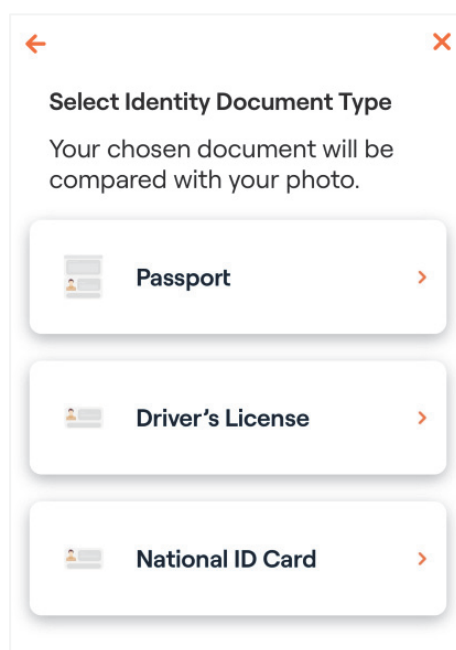 Select Identity Document Type
Your chosen document will be
compared with your photo.
Passport
Driver’s License
National ID Card